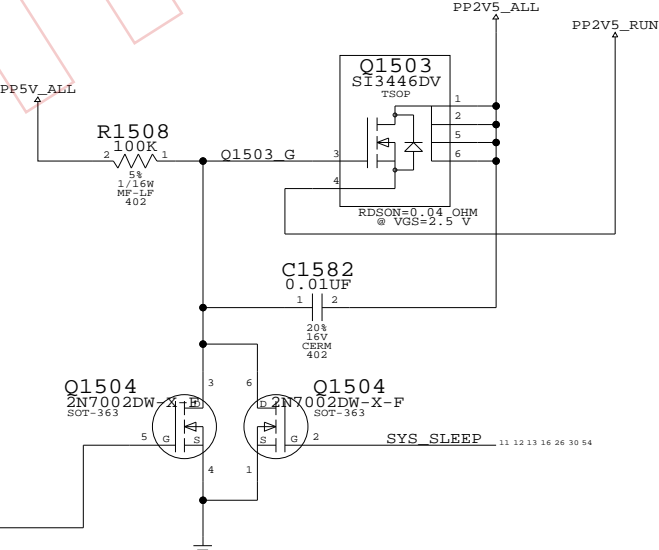 PP2V5_ALL
PP2V5_RUN
Q1503
SI3446DV
TSOP
PP5V_ALL
1
2
5
6
R1508
100K
2 1
Q1503_G
3
4
5%
1/16W
MF-LF
402
RDSON=0.04 OHM
@ VGS=2.5 V
C1582
0.01UF
1 2
20%
16V
CERM
402
Q1504
2N7002DW-X-F
SOT-363
3
D
5 G S
4
6
Q1504
2N7002DW-X-F
SOT-363
D
S G 2
1
SYS_SLEEP 11 12 13 16 26 30 54